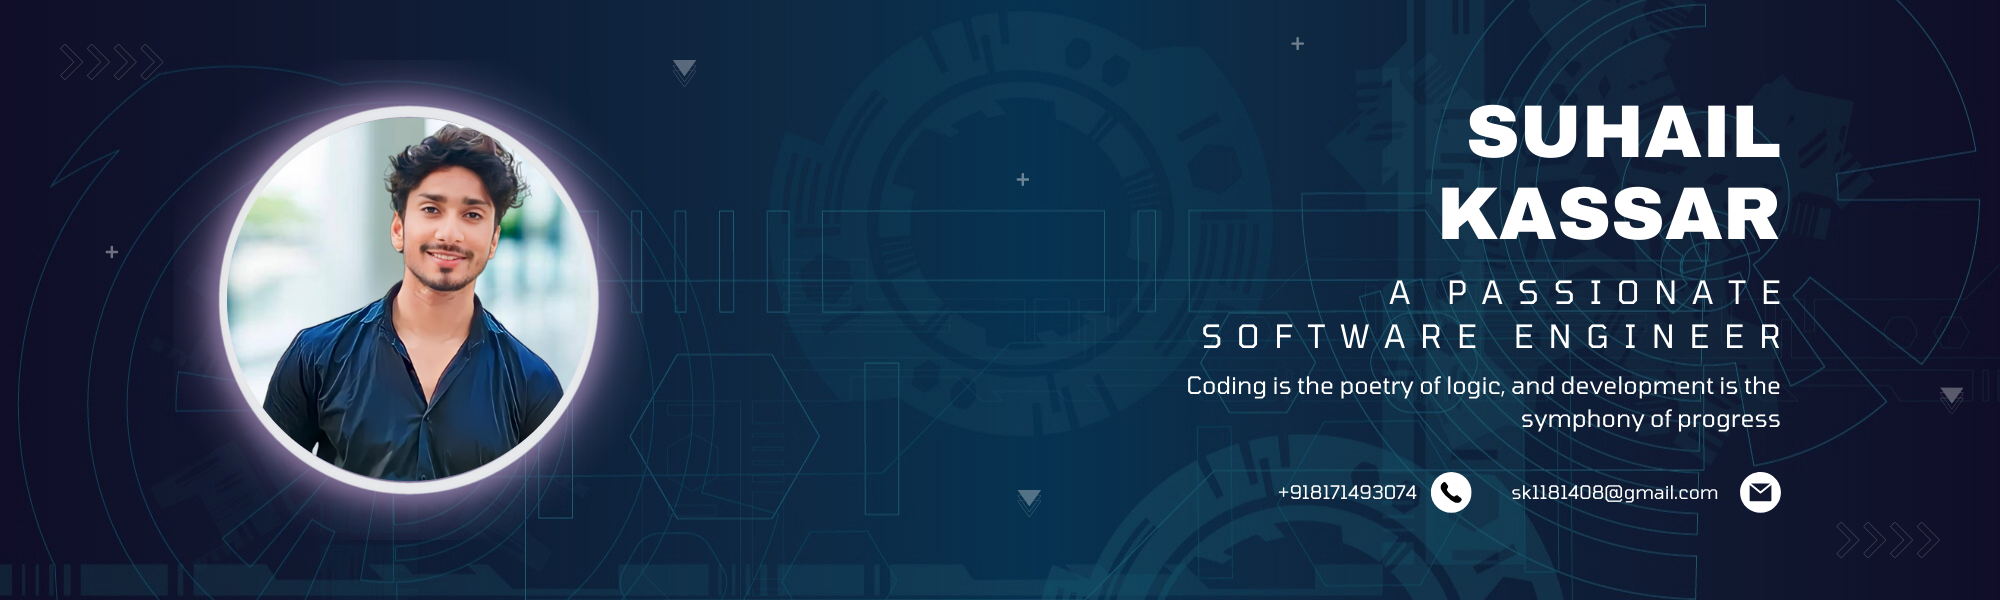 SUHAIL
KASSAR
A PASSIONATE
SOFTWARE ENGINEER
Coding is the poetry of logic, and development is the
symphony of progress
+918171493074 sk1181408@gmail.com